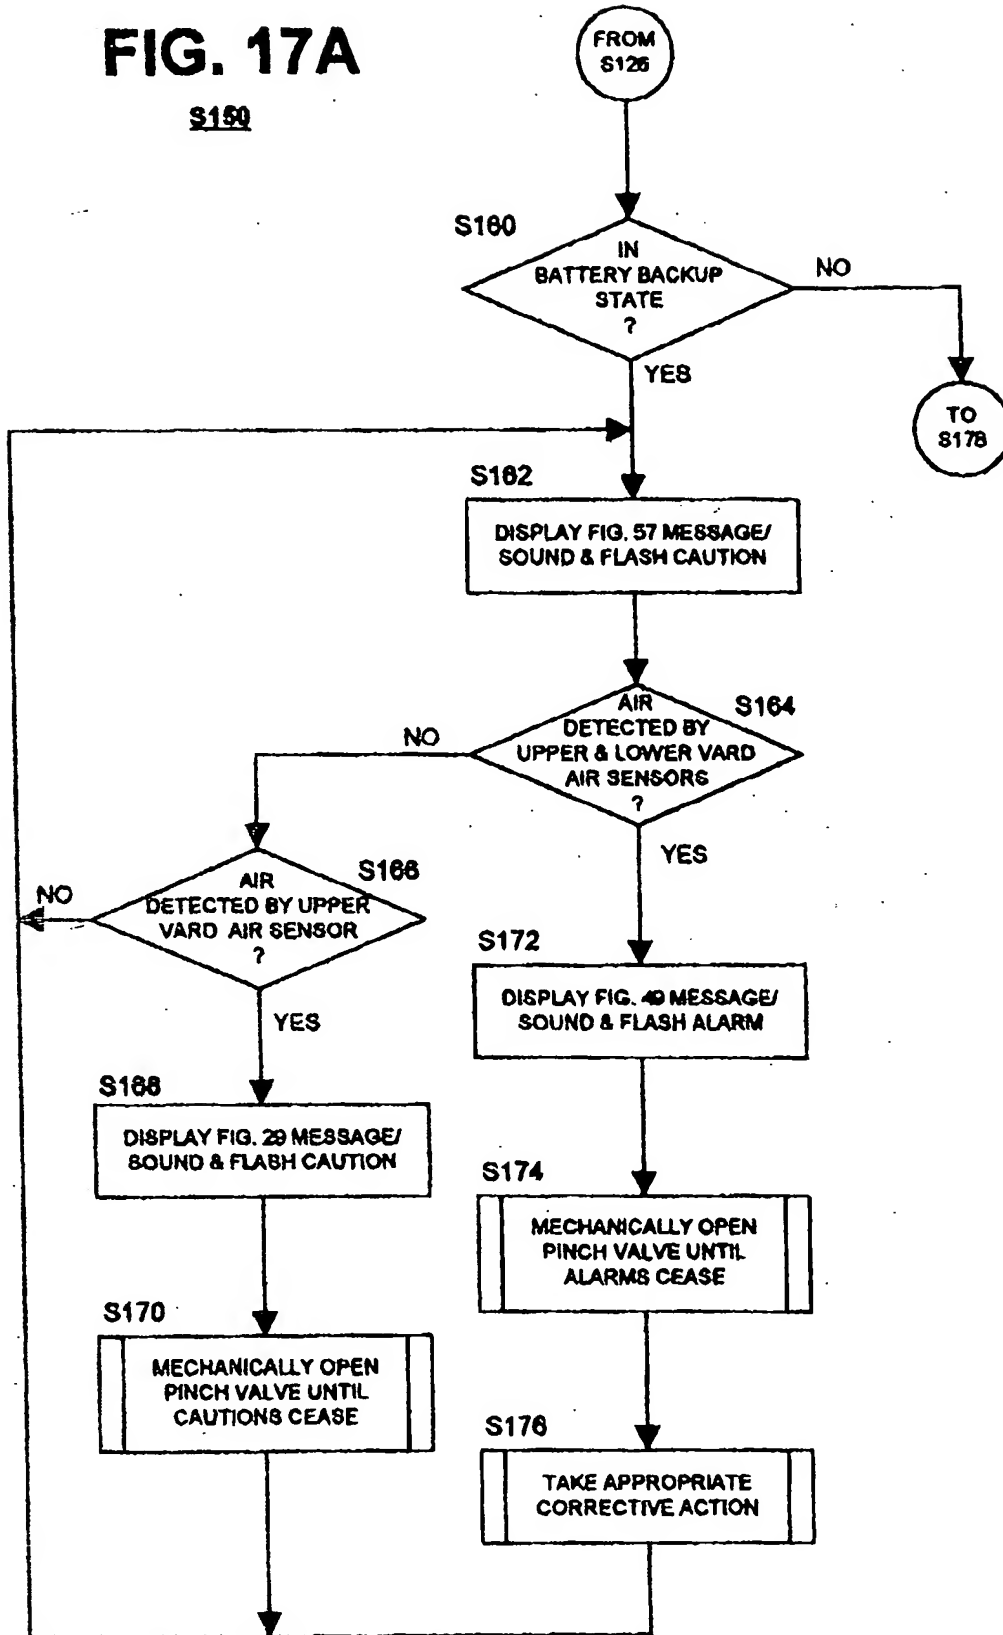 FIG. 17A
S150
FROM
S126
S160
IN
BATTERY BACKUP
STATE
?
NO
YES
TO
S178
S162
DISPLAY FIG. 57 MESSAGE/
SOUND & FLASH CAUTION
S164
AIR
DETECTED BY
UPPER & LOWER VARD
AIR SENSORS
?
NO
YES
S166
AIR
DETECTED BY UPPER
VARD AIR SENSOR
?
NO
YES
S172
DISPLAY FIG. 49 MESSAGE/
SOUND & FLASH ALARM
S168
DISPLAY FIG. 29 MESSAGE/
SOUND & FLASH CAUTION
S174
MECHANICALLY OPEN
PINCH VALVE UNTIL
ALARMS CEASE
S170
MECHANICALLY OPEN
PINCH VALVE UNTIL
CAUTIONS CEASE
S176
TAKE APPROPRIATE
CORRECTIVE ACTION